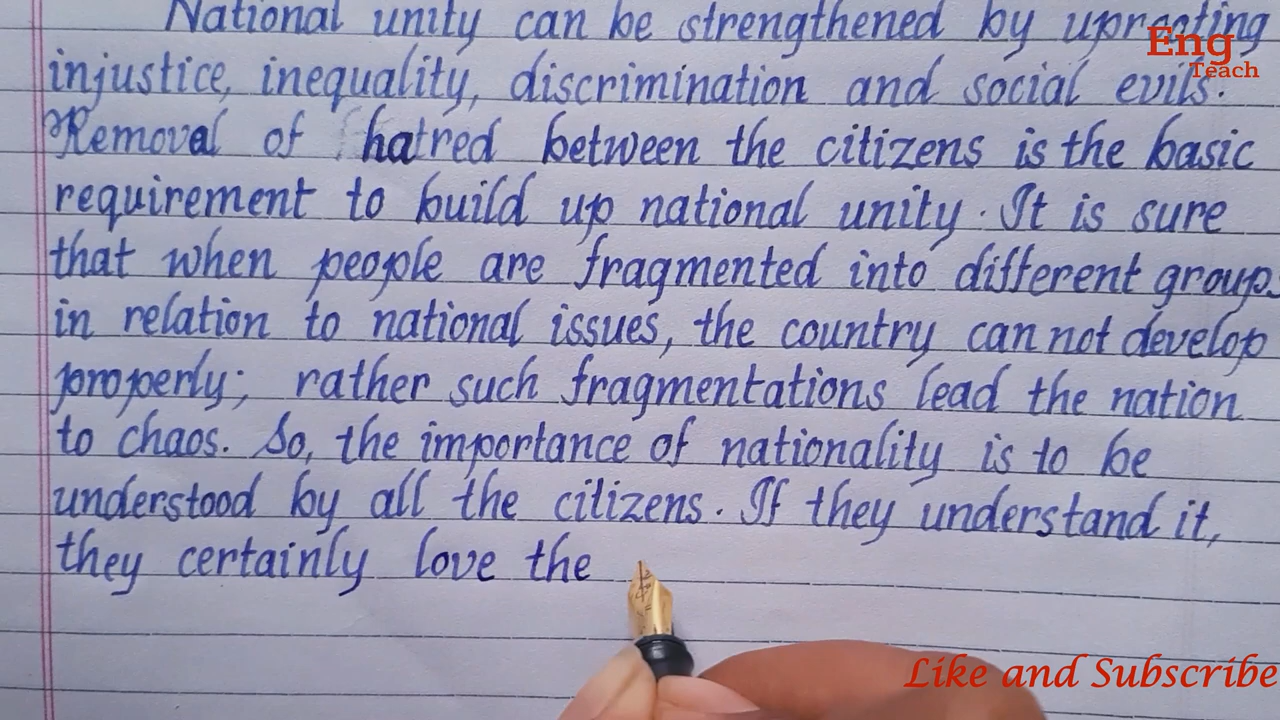 National unity can be strengthened by uprooting
Eng
Teach
injustice, inequality, discrimination and social evils.
Removal of hatred between the citizens is the basic
requirement to build up national unity. It is sure
that when people are fragmented into different group
in relation to national issues, the country can not develop
properly; rather such fragmentations lead the nation
to chaos. So, the importance of nationality is to be
understood by all the citizens. If they understand it,
they certainly love the
Like and Subscribe